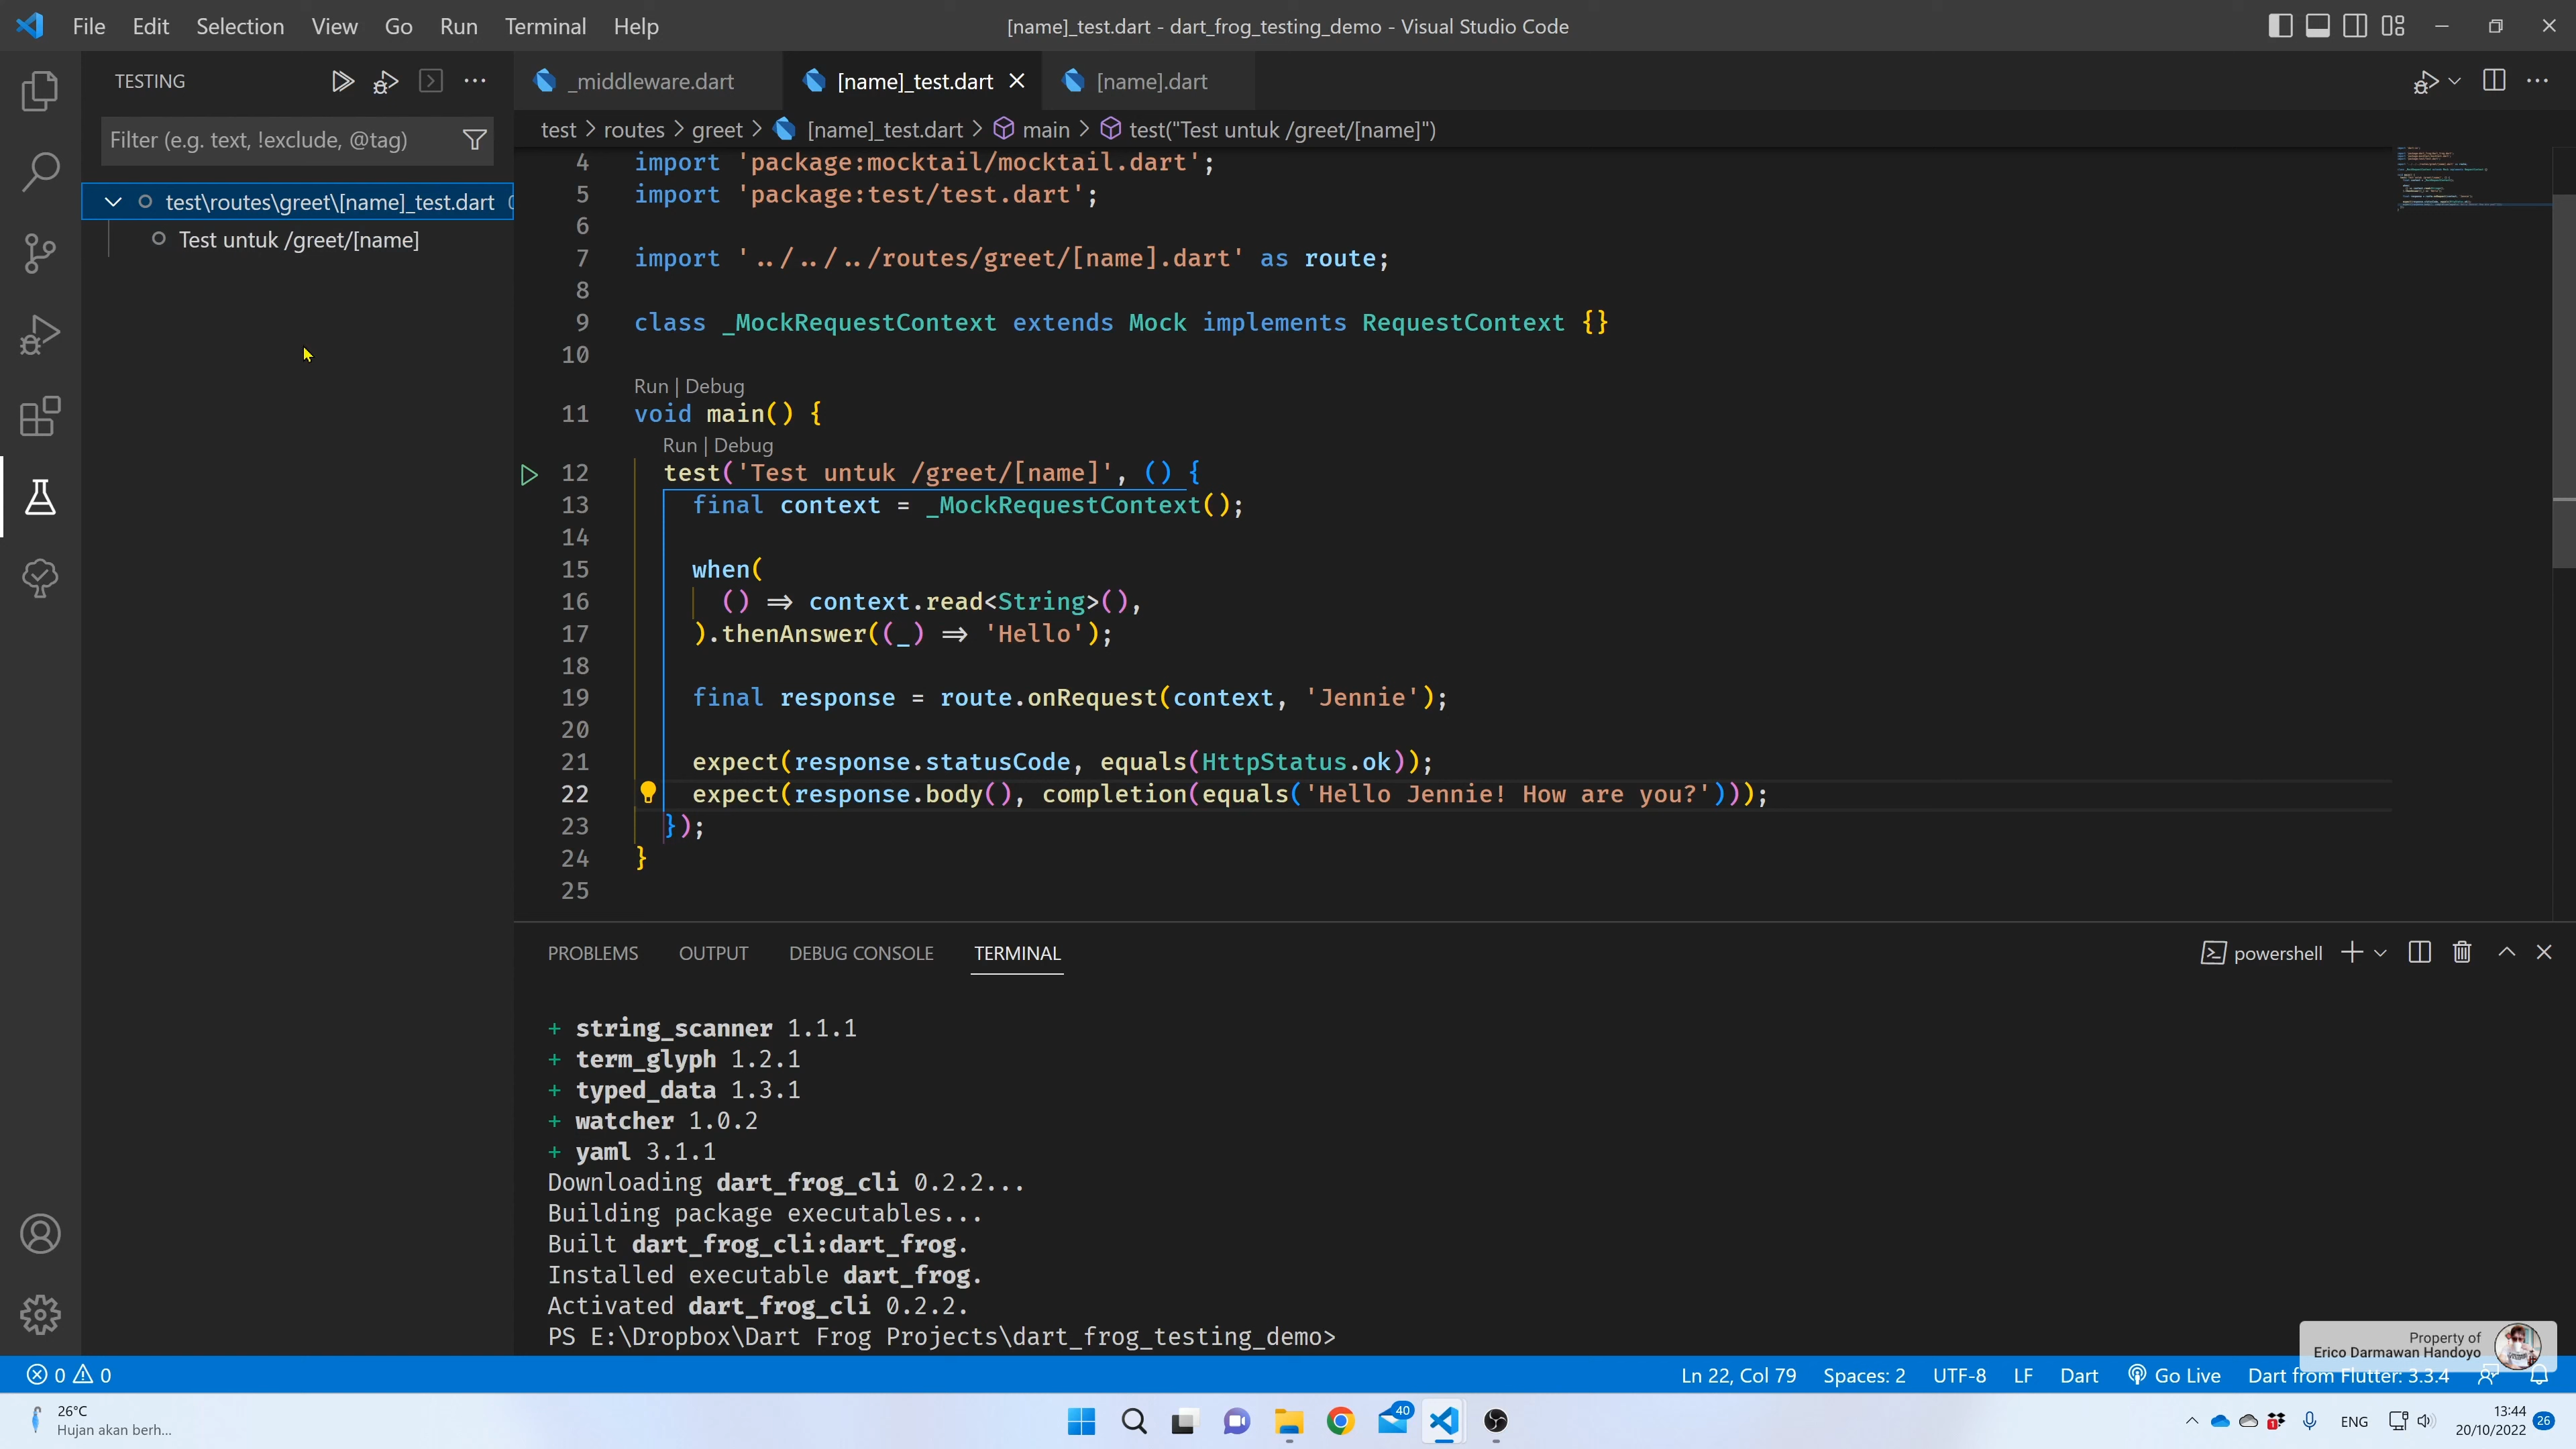 File Edit Selection View Go Run Terminal Help
[name]_test.dart - dart_frog_testing_demo - Visual Studio Code
TESTING
Filter (e.g. text, !exclude, @tag)
test\routes\greet\[name]_test.dart
Test untuk /greet/[name]
_middleware.dart [name]_test.dart [name].dart
test > routes > greet > [name]_test.dart > main > test("Test untuk /greet/[name]")
4 import 'package:mocktail/mocktail.dart';
5 import 'package:test/test.dart';
6
7 import '../../../routes/greet/[name].dart' as route;
8
9 class _MockRequestContext extends Mock implements RequestContext {}
10
Run | Debug
11 void main() {
Run | Debug
12 test('Test untuk /greet/[name]', () {
13 final context = _MockRequestContext();
14
15 when(
16 () => context.read<String>(),
17 ).thenAnswer((_) => 'Hello');
18
19 final response = route.onRequest(context, 'Jennie');
20
21 expect(response.statusCode, equals(HttpStatus.ok));
22 expect(response.body(), completion(equals('Hello Jennie! How are you?')));
23 });
24 }
25
PROBLEMS OUTPUT DEBUG CONSOLE TERMINAL
powershell
+ string_scanner 1.1.1
+ term_glyph 1.2.1
+ typed_data 1.3.1
+ watcher 1.0.2
+ yaml 3.1.1
Downloading dart_frog_cli 0.2.2...
Building package executables...
Built dart_frog_cli:dart_frog.
Installed executable dart_frog.
Activated dart_frog_cli 0.2.2.
PS E:\Dropbox\Dart Frog Projects\dart_frog_testing_demo>
Property of
Erico Darmawan Handoyo
0 0
Ln 22, Col 79 Spaces: 2 UTF-8 LF Dart Go Live Dart from Flutter: 3.3.4
26°C
Hujan akan berh...
40
1
ENG
13:44
20/10/2022
26